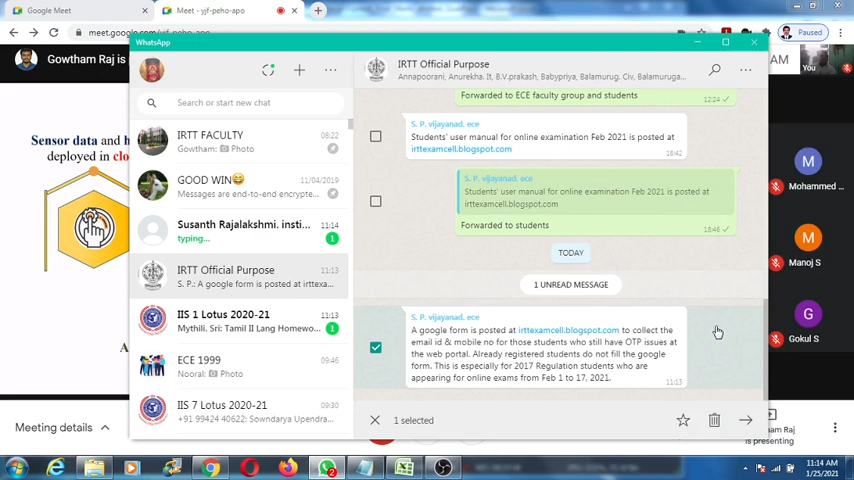 Google Meet
Meet - yjf-peho-apo
meet.google.com/yjf-peho-apo
Paused
Gowtham Raj is p
AM
WhatsApp
IRTT Official Purpose
Annapoorani, Anurekha. It, B.V.prakash, Babypriya, Balamurug. Civ, Balamuruga...
Search or start new chat
IRTT FACULTY
08:22
Gowtham: Photo
GOOD WIN😄
11/04/2019
Messages are end-to-end encrypte...
Susanth Rajalakshmi. insti...
11:14
typing...
1
IRTT Official Purpose
11:13
S. P.: A google form is posted at irttexa...
IIS 1 Lotus 2020-21
11:13
Mythili. Sri: Tamil II Lang Homewo...
1
ECE 1999
09:46
Nooral: Photo
IIS 7 Lotus 2020-21
09:30
+91 99424 40622: Sowndarya Upendra...
Forwarded to ECE faculty group and students
12:24
S. P. vijayanad. ece
Students' user manual for online examination Feb 2021 is posted at
irttexamcell.blogspot.com
18:42
S. P. vijayanad. ece
Students' user manual for online examination Feb 2021 is posted at
irttexamcell.blogspot.com
Forwarded to students
18:46
TODAY
1 UNREAD MESSAGE
S. P. vijayanad. ece
A google form is posted at irttexamcell.blogspot.com to collect the
email id & mobile no for those students who still have OTP issues at
the web portal. Already registered students do not fill the google
form. This is especially for 2017 Regulation students who are
appearing for online exams from Feb 1 to 17, 2021.
11:13
1 selected
Sensor data and h
deployed in clo
A
M
Mohammed ...
M
Manoj S
G
Gokul S
Meeting details
am Raj
is presenting
2
11:14 AM
1/25/2021